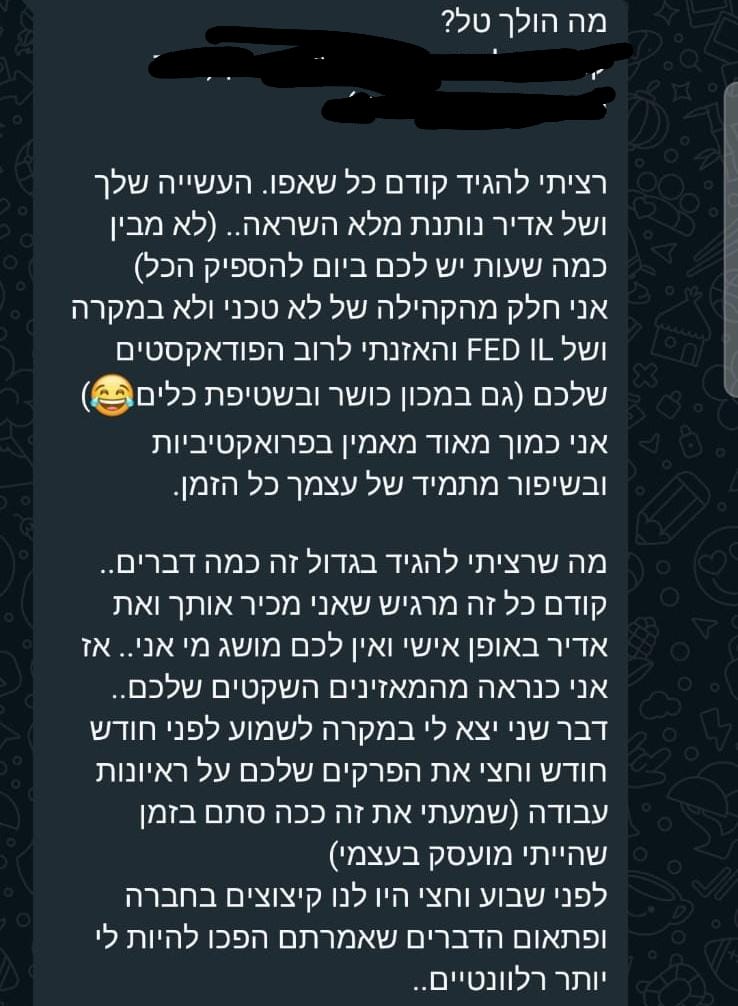 מה הולך טל?
רציתי להגיד קודם כל שאפו. העשייה שלך
ושל אדיר נותנת מלא השראה.. (לא מבין
כמה שעות יש לכם ביום להספיק הכל)
אני חלק מהקהילה של לא טכני ולא במקרה
ושל FED IL והאזנתי לרוב הפודאקסטים
שלכם (גם במכון כושר ובשטיפת כלים😂)
אני כמוך מאוד מאמין בפרואקטיביות
ובשיפור מתמיד של עצמך כל הזמן.
מה שרציתי להגיד בגדול זה כמה דברים..
קודם כל זה מרגיש שאני מכיר אותך ואת
אדיר באופן אישי ואין לכם מושג מי אני.. אז
אני כנראה מהמאזינים השקטים שלכם..
דבר שני יצא לי במקרה לשמוע לפני חודש
חודש וחצי את הפרקים שלכם על ראיונות
עבודה (שמעתי את זה ככה סתם בזמן
שהייתי מועסק בעצמי)
לפני שבוע וחצי היו לנו קיצוצים בחברה
ופתאום הדברים שאמרתם הפכו להיות לי
יותר רלוונטיים..